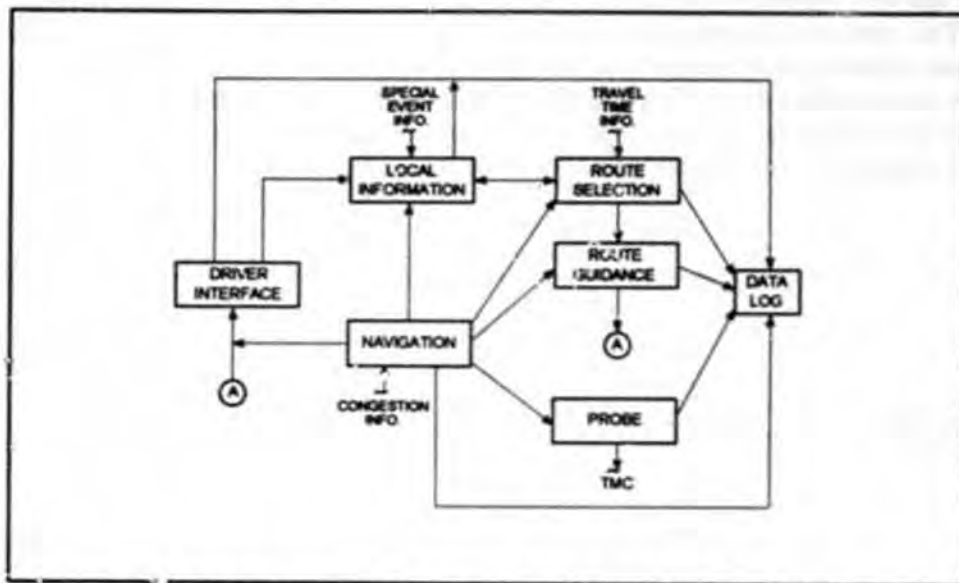 SPECIAL
EVENT
INFO.
TRAVEL
TIME
INFO.
LOCAL
INFORMATION
ROUTE
SELECTION
DRIVER
INTERFACE
ROUTE
GUIDANCE
DATA
LOG
NAVIGATION
A
A
CONGESTION
INFO.
PROBE
TMC